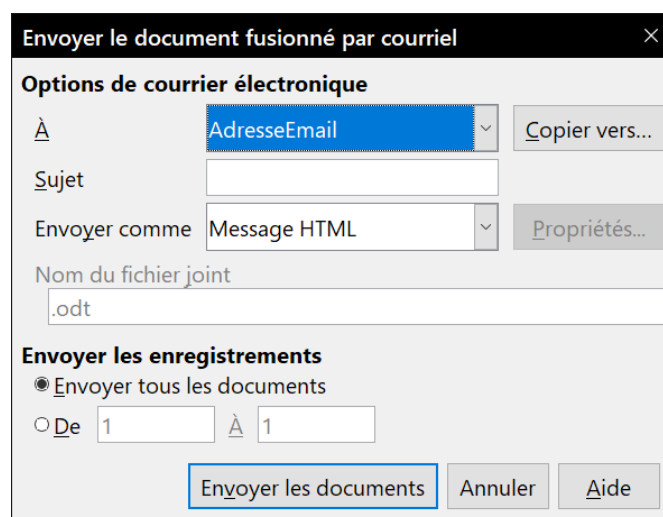 Envoyer le document fusionné par courriel
Options de courrier électronique
À AdresseEmail Copier vers...
Sujet
Envoyer comme Message HTML Propriétés...
Nom du fichier joint
.odt
Envoyer les enregistrements
Envoyer tous les documents
De 1 À 1
Envoyer les documents Annuler Aide